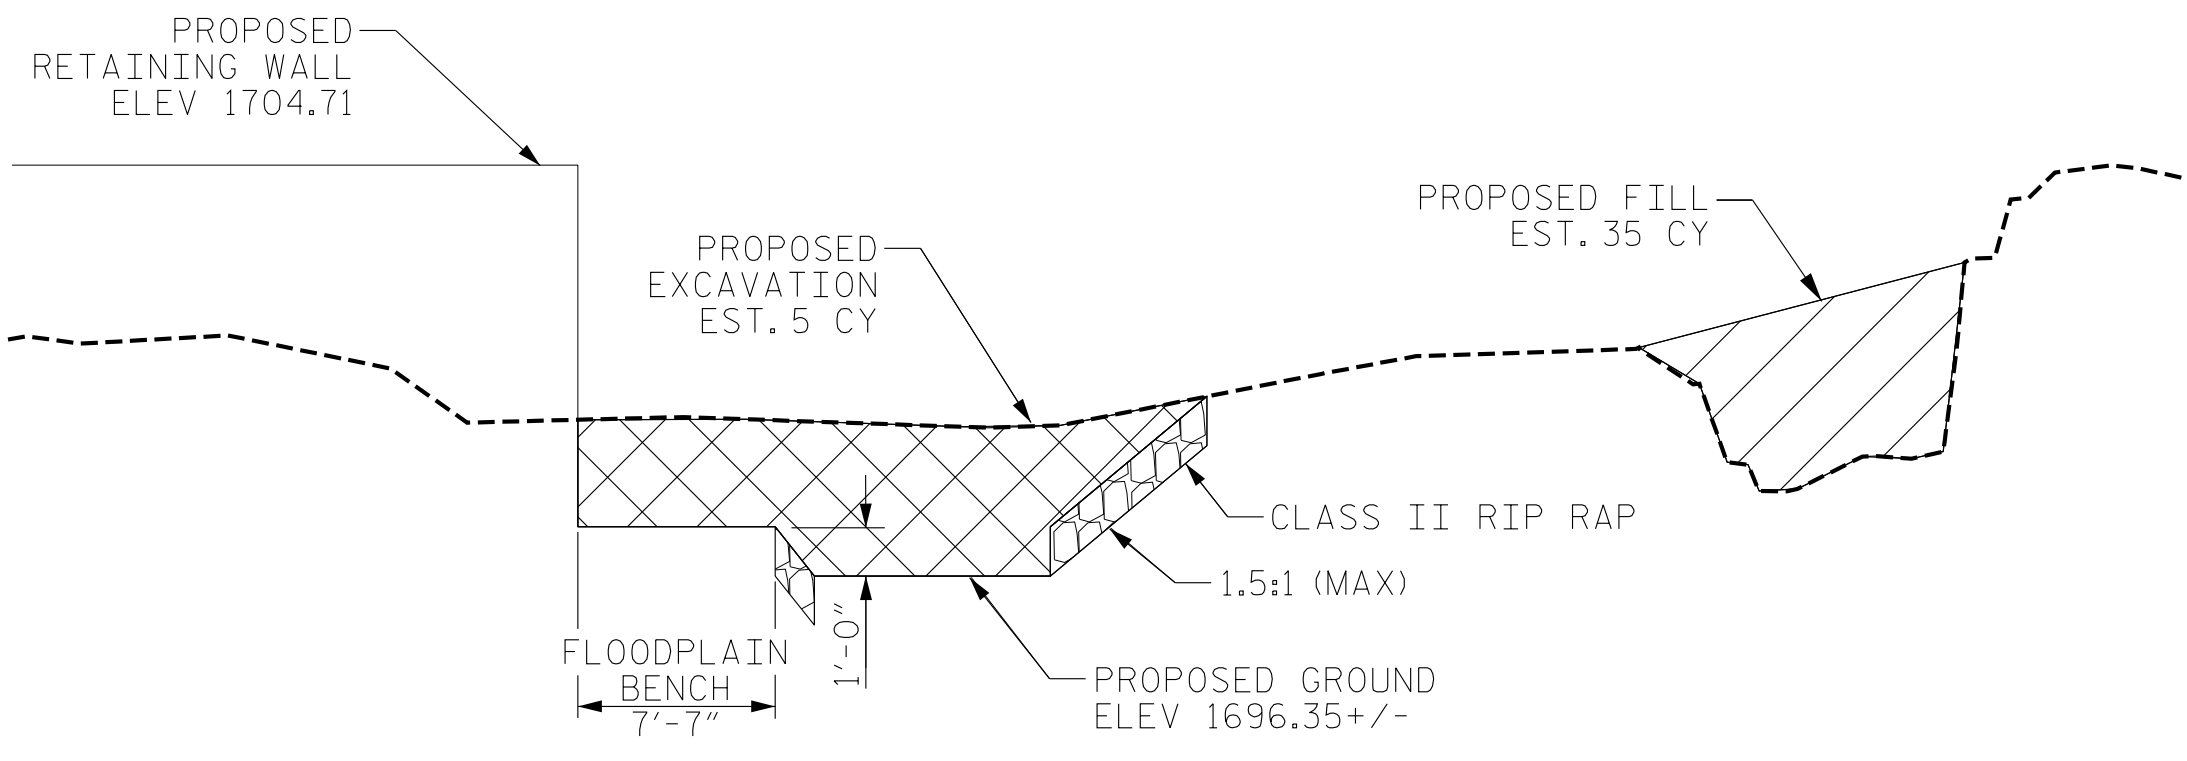 PROPOSED
RETAINING WALL
ELEV 1704.71
PROPOSED FILL
EST. 35 CY
PROPOSED
EXCAVATION
EST. 5 CY
CLASS II RIP RAP
1.5:1 (MAX)
1'-0"
FLOODPLAIN
BENCH
7'-7"
PROPOSED GROUND
ELEV 1696.35+/-